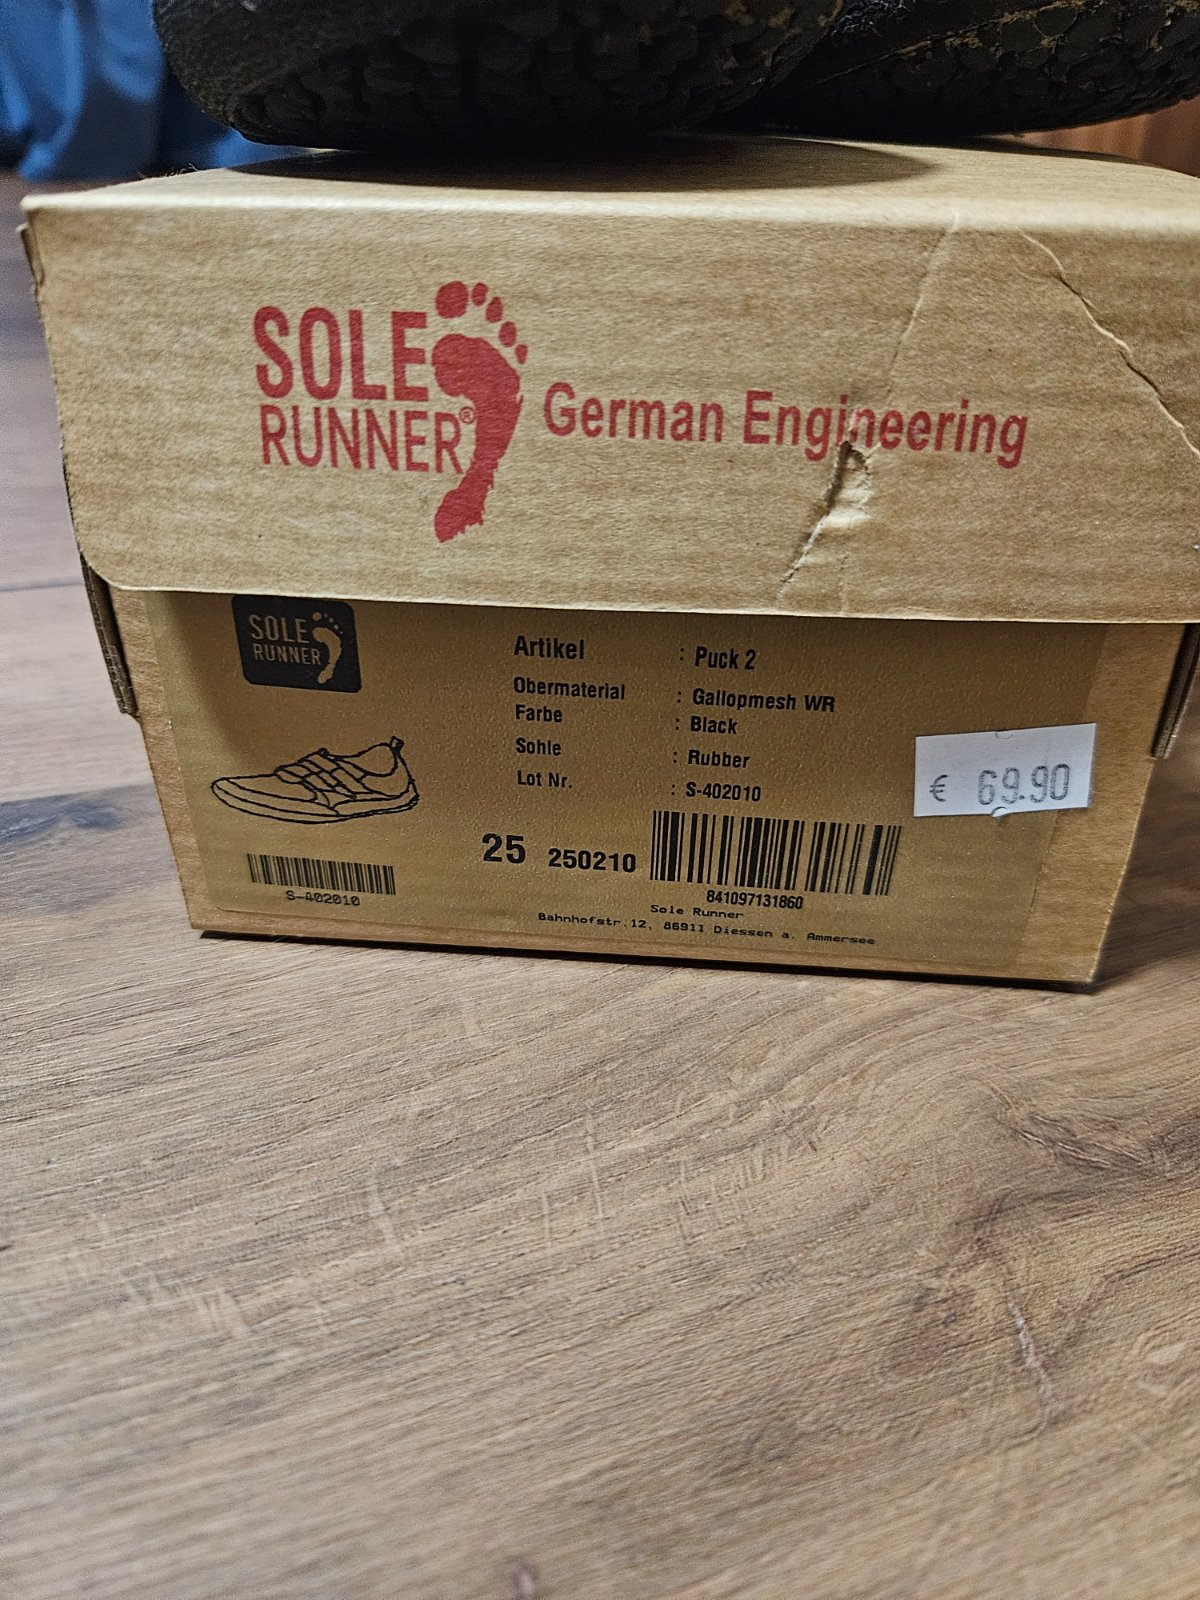 SOLE
RUNNER®
German Engineering
SOLE
RUNNER
Artikel : Puck 2
Obermaterial : Gallopmesh WR
Farbe : Black
Sohle : Rubber
Lot Nr. : S-402010
€ 69.90
25 250210
S-402010
841097131860
Sole Runner
Bahnhofstr.12, 86911 Diessen a. Ammersee